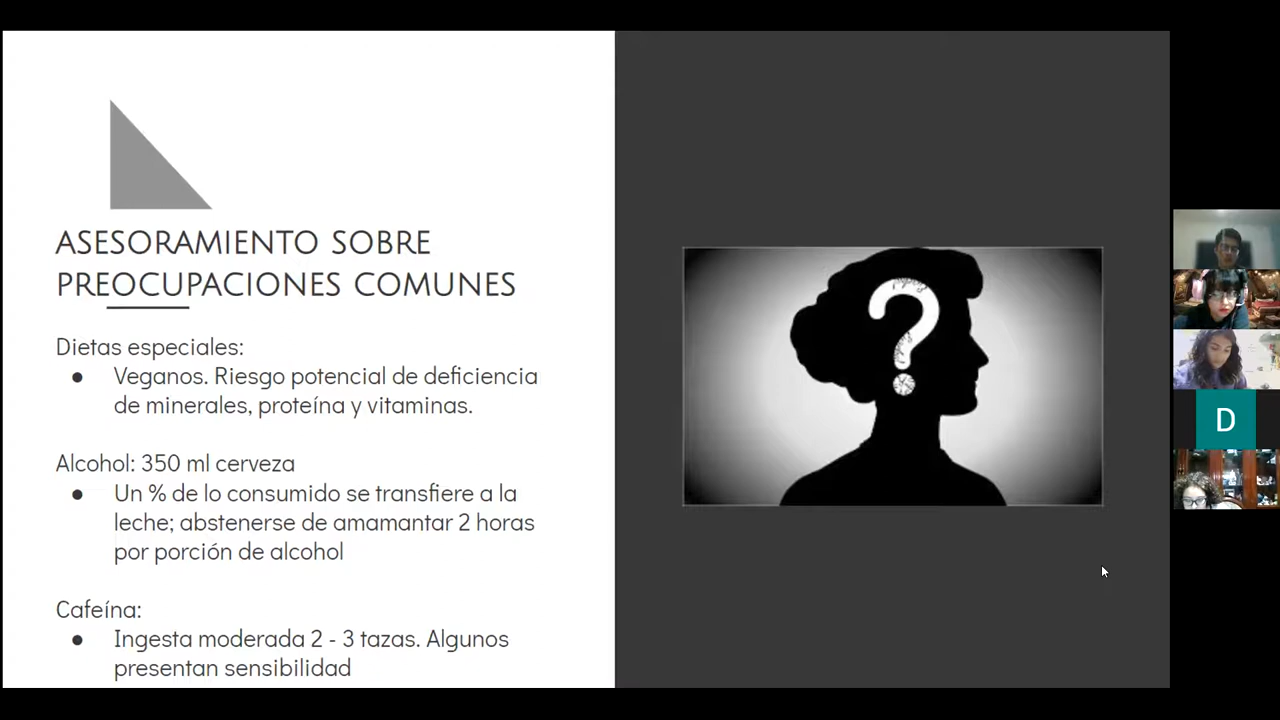 ASESORAMIENTO SOBRE
PREOCUPACIONES COMUNES
Dietas especiales:
● Veganos. Riesgo potencial de deficiencia
de minerales, proteína y vitaminas.
Alcohol: 350 ml cerveza
● Un % de lo consumido se transfiere a la
leche; abstenerse de amamantar 2 horas
por porción de alcohol
Cafeína:
● Ingesta moderada 2 - 3 tazas. Algunos
presentan sensibilidad
?
D